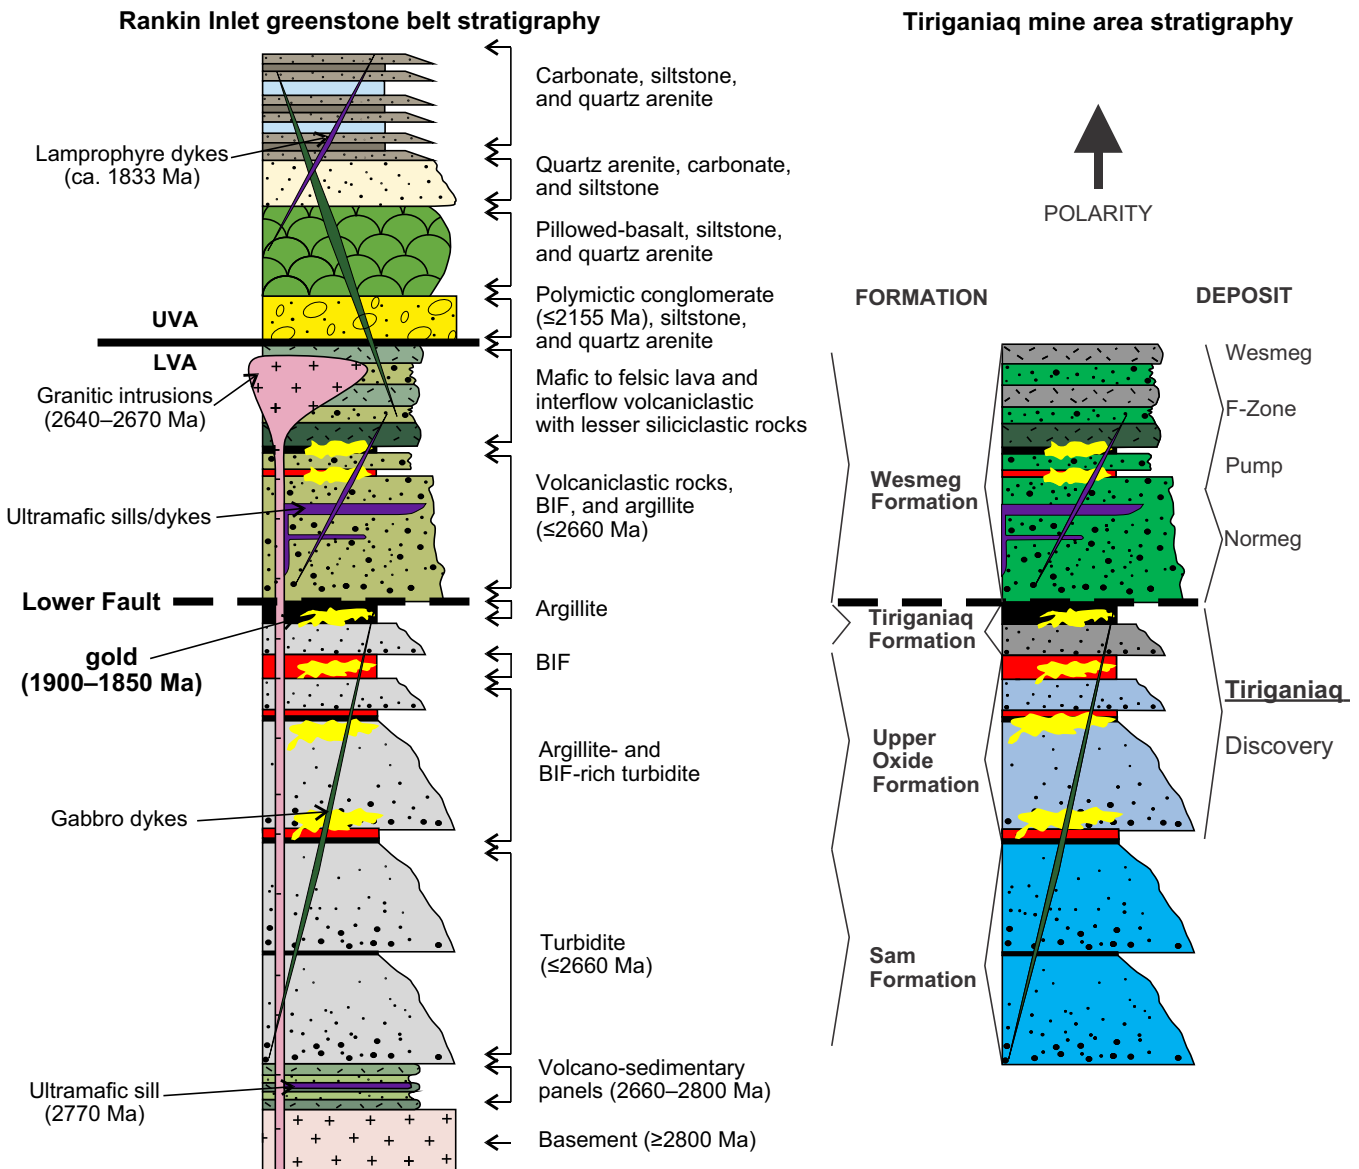 Rankin Inlet greenstone belt stratigraphy
Carbonate, siltstone,
and quartz arenite
Lamprophyre dykes
(ca. 1833 Ma)
Quartz arenite, carbonate,
and siltstone
Pillowed-basalt, siltstone,
and quartz arenite
Polymictic conglomerate
(≤2155 Ma), siltstone,
and quartz arenite
UVA
LVA
Granitic intrusions
(2640–2670 Ma)
Mafic to felsic lava and
interflow volcaniclastic
with lesser siliciclastic rocks
Volcaniclastic rocks,
BIF, and argillite
(≤2660 Ma)
Ultramafic sills/dykes
Lower Fault
Argillite
gold
(1900–1850 Ma)
BIF
Argillite- and
BIF-rich turbidite
Gabbro dykes
Turbidite
(≤2660 Ma)
Ultramafic sill
(2770 Ma)
Volcano-sedimentary
panels (2660–2800 Ma)
Basement (≥2800 Ma)
Tiriganiaq mine area stratigraphy
POLARITY
FORMATION
DEPOSIT
Wesmeg
F-Zone
Pump
Normeg
Wesmeg
Formation
Tiriganiaq
Formation
Tiriganiaq
Discovery
Upper
Oxide
Formation
Sam
Formation